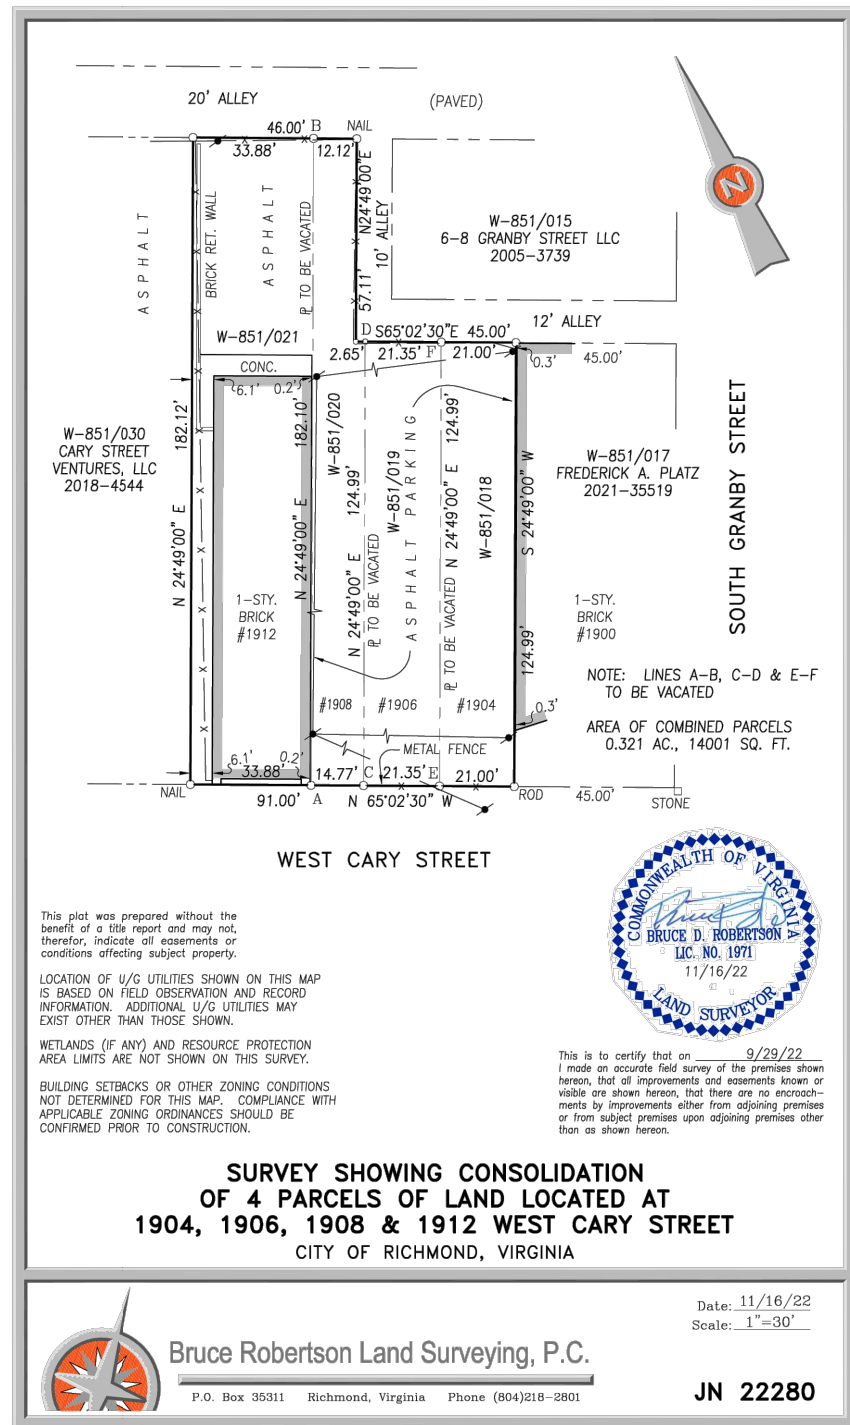 20' ALLEY
(PAVED)
46.00' B NAIL
33.88' 12.12'
N24°49'00"E
57.11'
10' ALLEY
ASPHALT
BRICK RET. WALL
ASPHALT
PL TO BE VACATED
W-851/015
6-8 GRANBY STREET LLC
2005-3739
N
12' ALLEY
D S65°02'30"E 45.00'
2.65' 21.35' F 21.00'
0.3' 45.00'
W-851/021
CONC.
6.1' 0.2'
W-851/030
CARY STREET
VENTURES, LLC
2018-4544
182.12'
N 24°49'00" E
182.10'
N 24°49'00" E
W-851/020
124.99'
N 24°49'00" E
PL TO BE VACATED
W-851/019
ASPHALT PARKING
124.99'
N 24°49'00" E
PL TO BE VACATED
W-851/018
S 24°49'00" W
124.99'
W-851/017
FREDERICK A. PLATZ
2021-35519
SOUTH GRANBY STREET
1-STY.
BRICK
#1912
1-STY.
BRICK
#1900
NOTE: LINES A-B, C-D & E-F
TO BE VACATED
AREA OF COMBINED PARCELS
0.321 AC., 14001 SQ. FT.
#1908 #1906 #1904
0.3'
METAL FENCE
6.1' 0.2'
33.88' 14.77' C 21.35' E 21.00'
NAIL 91.00' A N 65°02'30" W ROD 45.00' STONE
WEST CARY STREET
COMMONWEALTH OF VIRGINIA
BRUCE D. ROBERTSON
LIC. NO. 1971
11/16/22
LAND SURVEYOR
This plat was prepared without the
benefit of a title report and may not,
therefor, indicate all easements or
conditions affecting subject property.
LOCATION OF U/G UTILITIES SHOWN ON THIS MAP
IS BASED ON FIELD OBSERVATION AND RECORD
INFORMATION. ADDITIONAL U/G UTILITIES MAY
EXIST OTHER THAN THOSE SHOWN.
WETLANDS (IF ANY) AND RESOURCE PROTECTION
AREA LIMITS ARE NOT SHOWN ON THIS SURVEY.
BUILDING SETBACKS OR OTHER ZONING CONDITIONS
NOT DETERMINED FOR THIS MAP. COMPLIANCE WITH
APPLICABLE ZONING ORDINANCES SHOULD BE
CONFIRMED PRIOR TO CONSTRUCTION.
This is to certify that on 9/29/22
I made an accurate field survey of the premises shown
hereon, that all improvements and easements known or
visible are shown hereon, that there are no encroach-
ments by improvements either from adjoining premises
or from subject premises upon adjoining premises other
than as shown hereon.
SURVEY SHOWING CONSOLIDATION
OF 4 PARCELS OF LAND LOCATED AT
1904, 1906, 1908 & 1912 WEST CARY STREET
CITY OF RICHMOND, VIRGINIA
Date: 11/16/22
Scale: 1"=30'
Bruce Robertson Land Surveying, P.C.
P.O. Box 35311 Richmond, Virginia Phone (804)218-2801
JN 22280